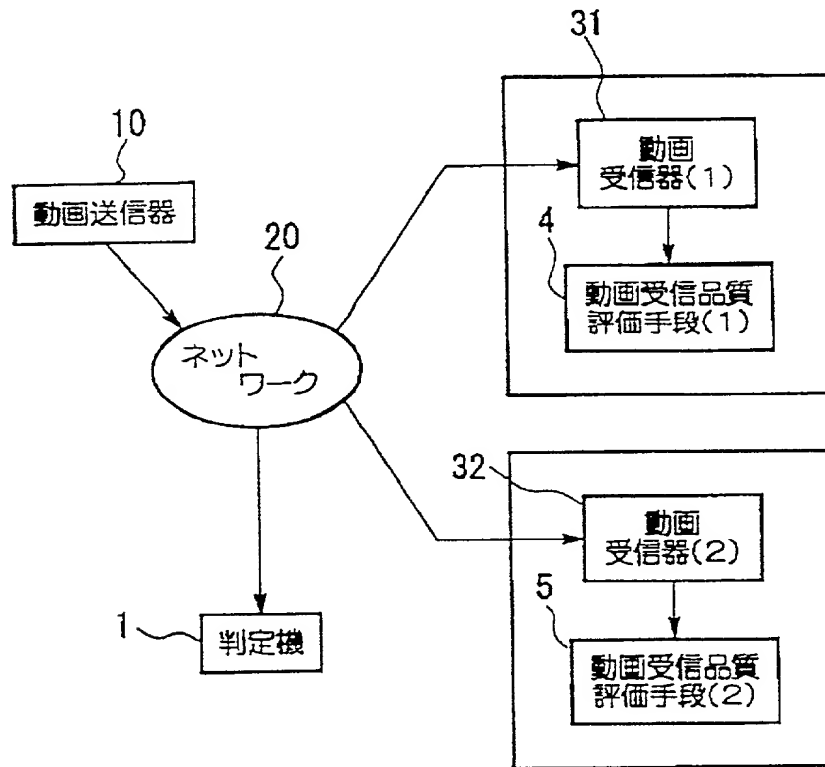 31
10
動画
受信器(1)
動画送信器
20
4
動画受信品質
評価手段(1)
ネット
ワーク
32
動画
受信器(2)
1
判定機
5
動画受信品質
評価手段(2)